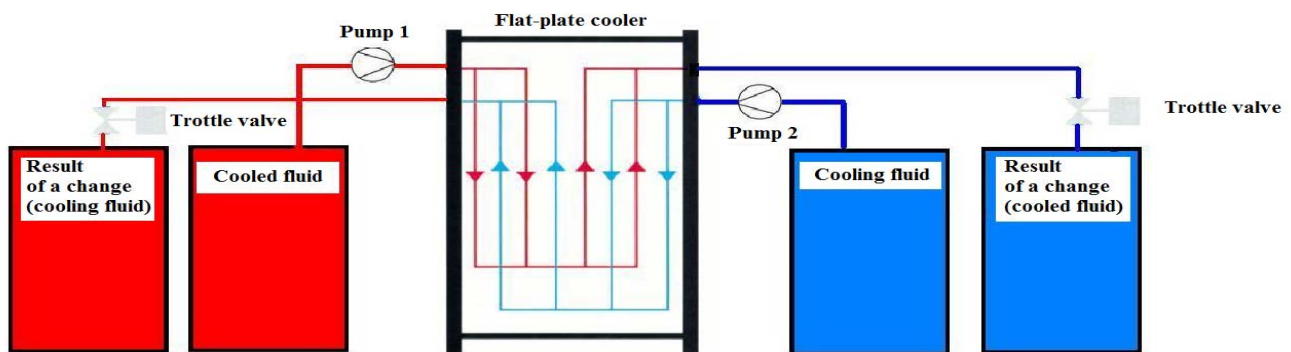 Flat-plate cooler
Pump 1
Trottle valve
Pump 2
Trottle valve
Result
of a change
(cooling fluid)
Cooled fluid
Cooling fluid
Result
of a change
(cooled fluid)